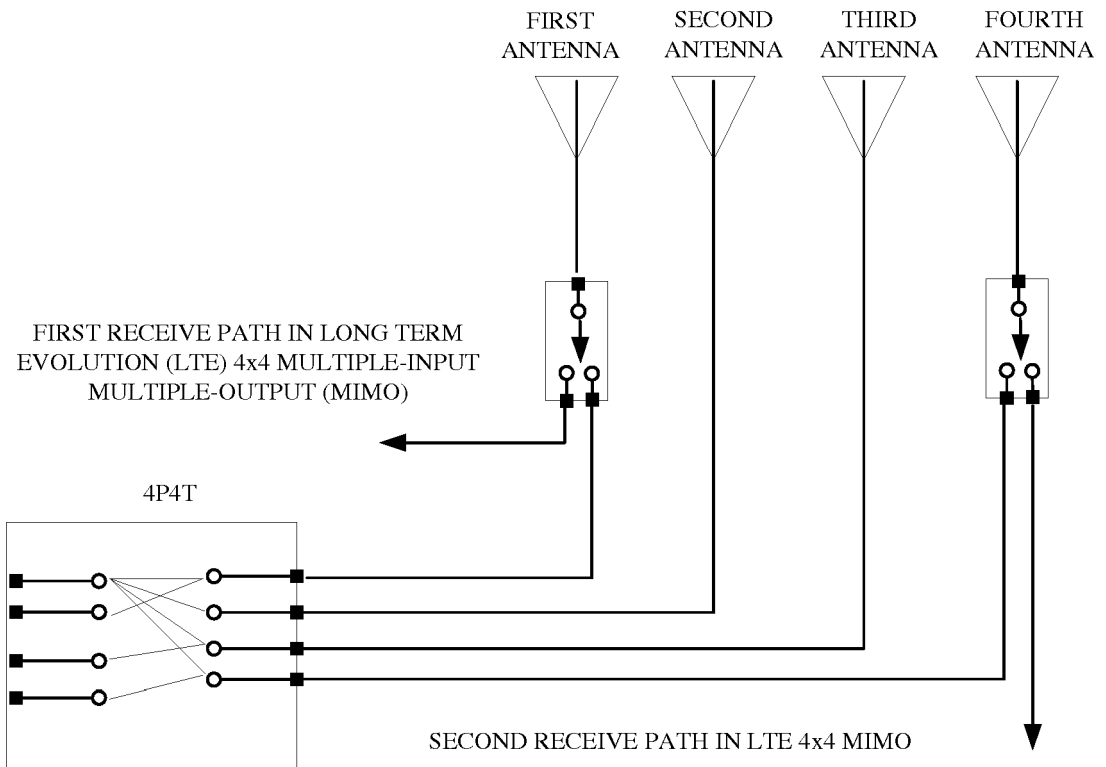 FIRST
ANTENNA
SECOND
ANTENNA
THIRD
ANTENNA
FOURTH
ANTENNA
FIRST RECEIVE PATH IN LONG TERM
EVOLUTION (LTE) 4x4 MULTIPLE-INPUT
MULTIPLE-OUTPUT (MIMO)
4P4T
SECOND RECEIVE PATH IN LTE 4x4 MIMO